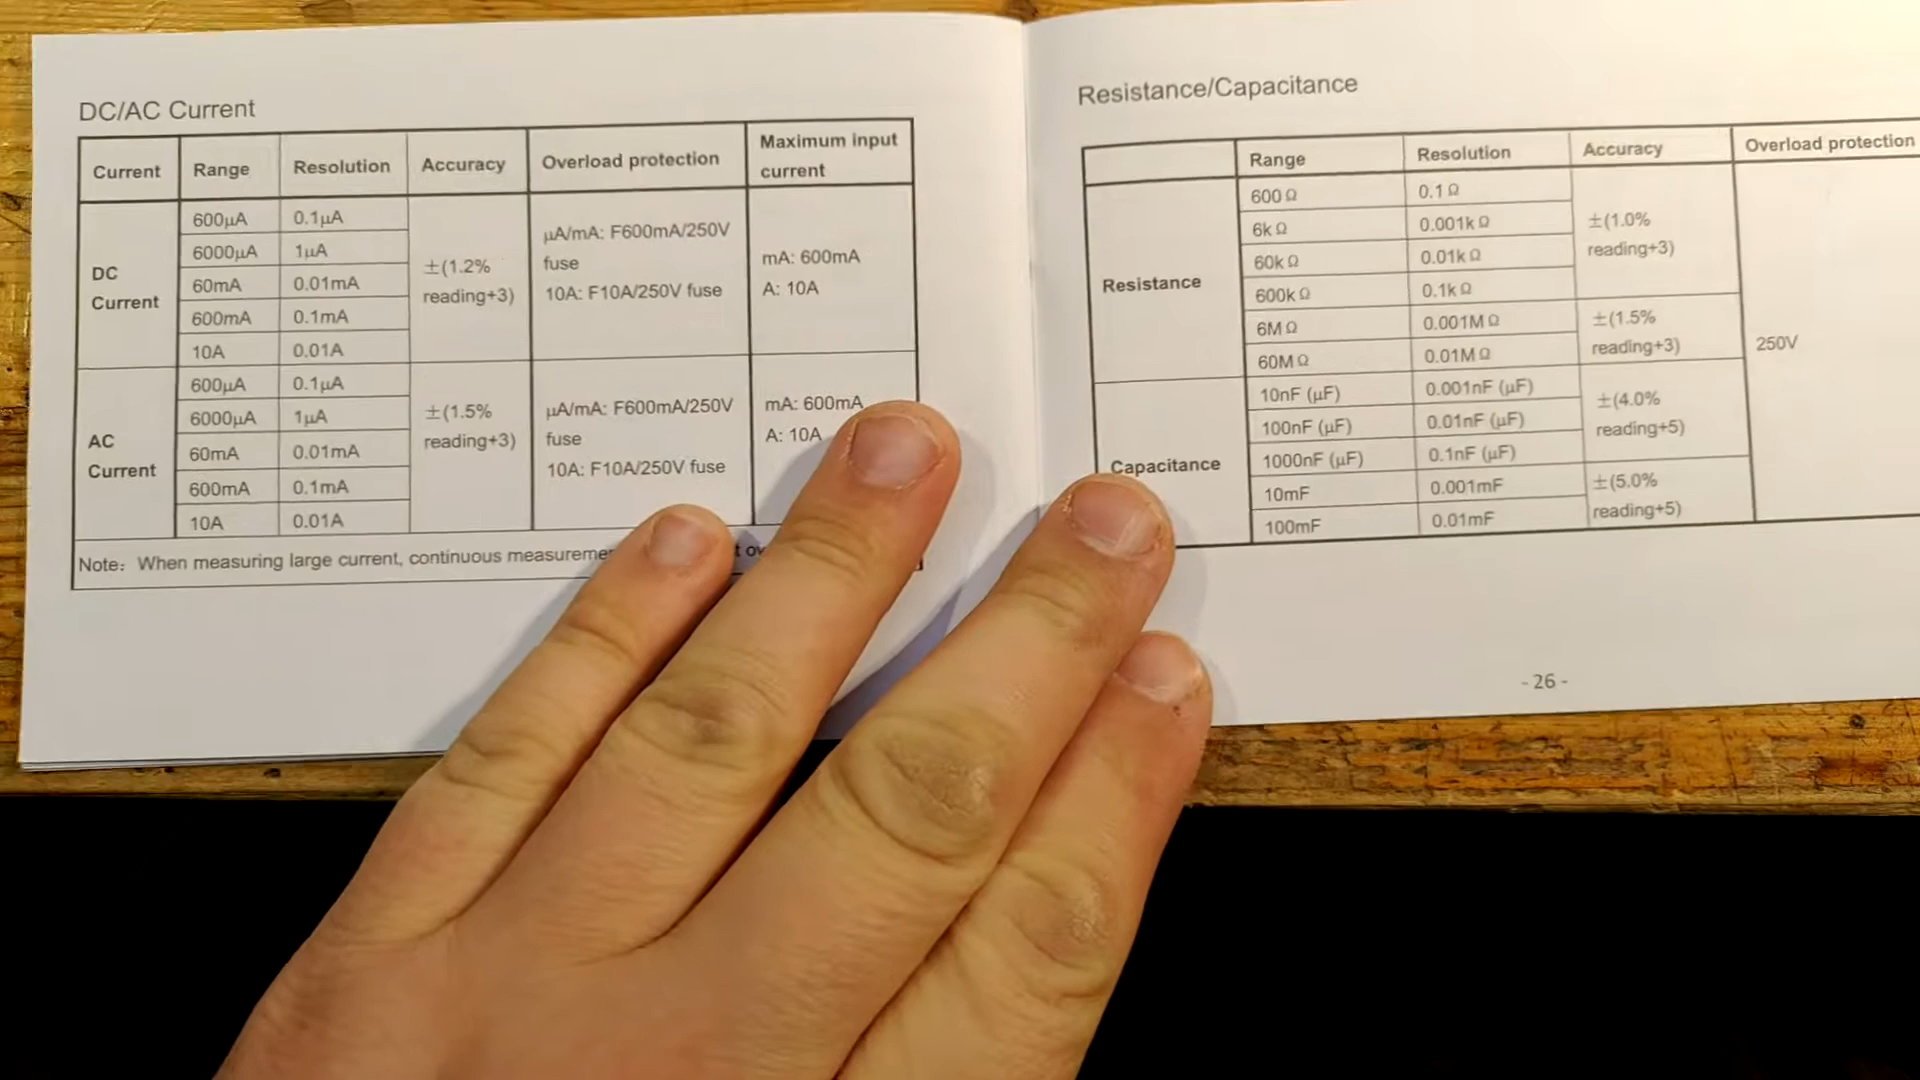 DC/AC Current
Current Range Resolution Accuracy Overload protection Maximum input current
DC Current
600μA 0.1μA
6000μA 1μA
60mA 0.01mA
600mA 0.1mA
10A 0.01A
±(1.2%
reading+3)
μA/mA: F600mA/250V
fuse
10A: F10A/250V fuse
mA: 600mA
A: 10A
AC Current
600μA 0.1μA
6000μA 1μA
60mA 0.01mA
600mA 0.1mA
10A 0.01A
±(1.5%
reading+3)
μA/mA: F600mA/250V
fuse
10A: F10A/250V fuse
mA: 600mA
A: 10A
Note: When measuring large current, continuous
Resistance/Capacitance
Range Resolution Accuracy Overload protection
Resistance
600Ω 0.1Ω
6kΩ 0.001kΩ
60kΩ 0.01kΩ
600kΩ 0.1kΩ
6MΩ 0.001MΩ
60MΩ 0.01MΩ
±(1.0%
reading+3)
±(1.5%
reading+3)
250V
Capacitance
10nF (μF) 0.001nF (μF)
100nF (μF) 0.01nF (μF)
1000nF (μF) 0.1nF (μF)
10mF 0.001mF
100mF 0.01mF
±(4.0%
reading+5)
±(5.0%
reading+5)
- 26 -